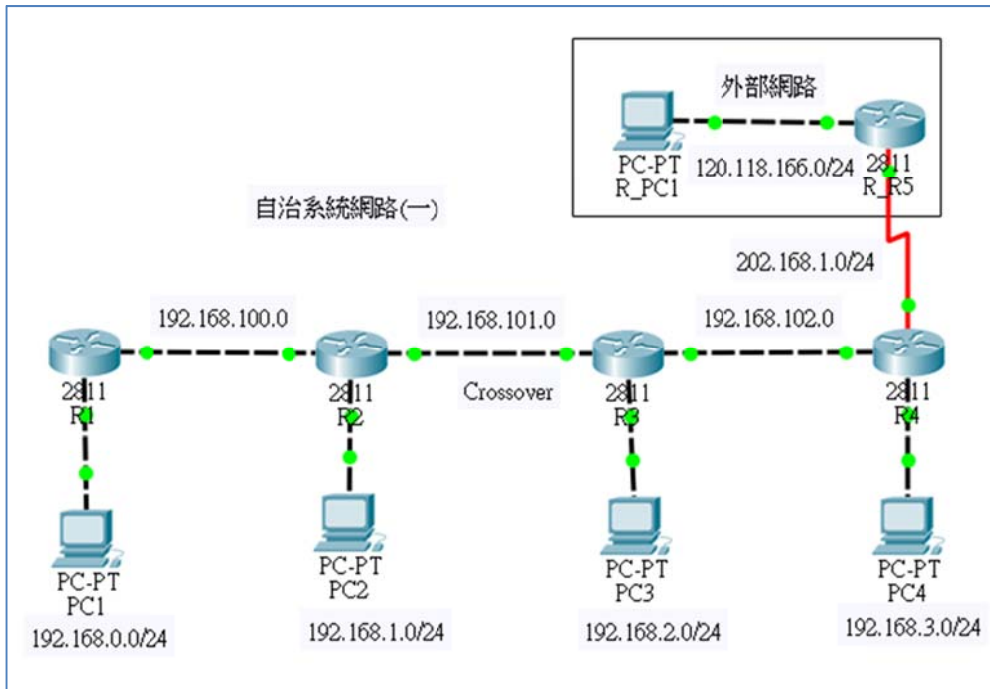 外部網路
PC-PT
R_PC1
120.118.166.0/24
2811
R_R5
自治系統網路(一)
202.168.1.0/24
192.168.100.0
192.168.101.0
192.168.102.0
2811
R1
2811
R2
Crossover
2811
R3
2811
R4
PC-PT
PC1
PC-PT
PC2
PC-PT
PC3
PC-PT
PC4
192.168.0.0/24
192.168.1.0/24
192.168.2.0/24
192.168.3.0/24